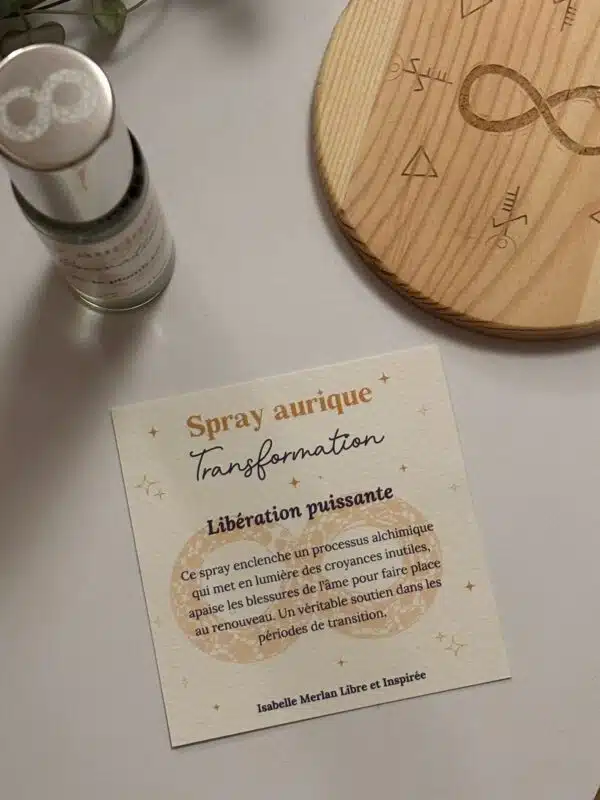 Spray aurique
Transformation
Libération puissante
Ce spray enclenche un processus alchimique
qui met en lumière des croyances inutiles,
apaise les blessures de l'âme pour faire place
au renouveau. Un véritable soutien dans les
périodes de transition.
Isabelle Merlan Libre et Inspirée